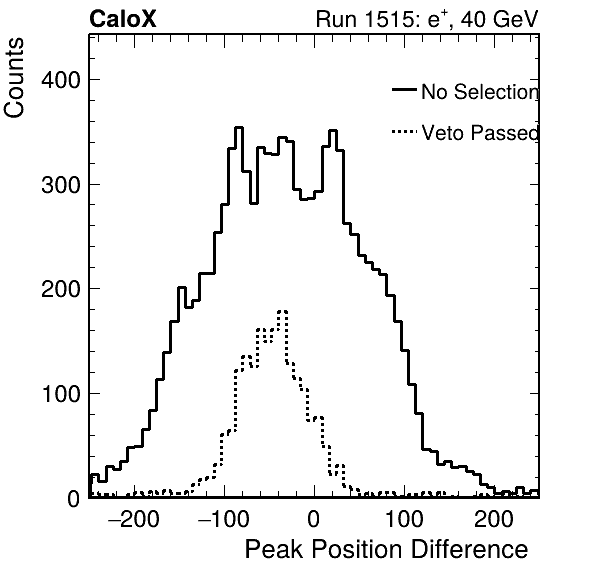 CaloX Run 1515: e⁺, 40 GeV
Counts
400
300
200
100
0
No Selection
Veto Passed
−200 −100 0 100 200
Peak Position Difference